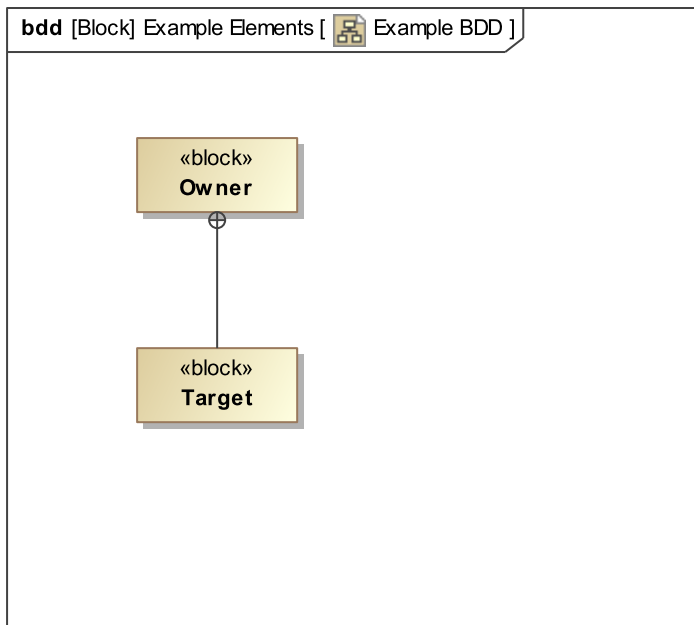 bdd [Block] Example Elements [ Example BDD ]
«block»
Owner
«block»
Target